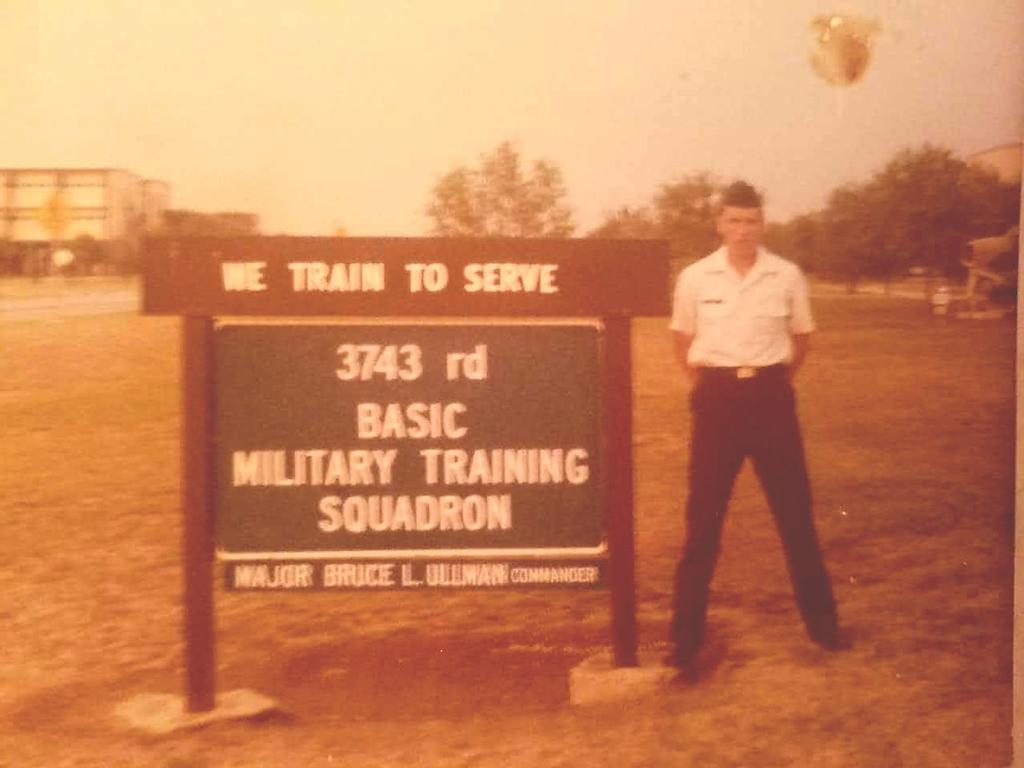 WE TRAIN TO SERVE
3743 rd
BASIC
MILITARY TRAINING
SQUADRON
MAJOR BRUCE L. ULLMAN COMMANDER